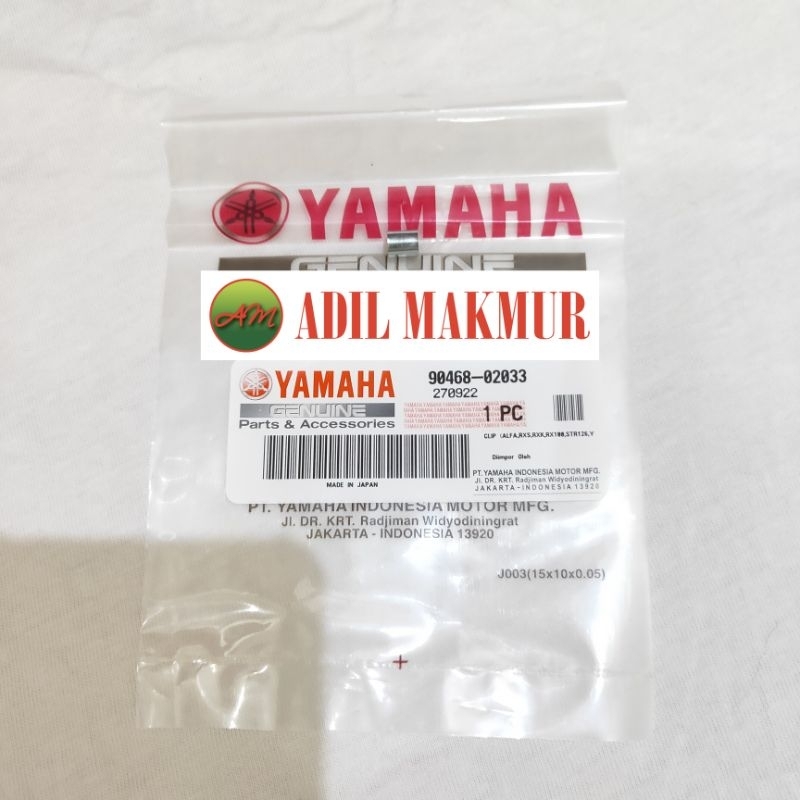 YAMAHA
GENUINE
AM ADIL MAKMUR
YAMAHA
GENUINE
Parts & Accessories
90468-02033
270922
1 PC
CLIP (ALFA,RXS,RXK,RX100,STR126,Y
Diimpor Oleh
PT. YAMAHA INDONESIA MOTOR MFG.
Jl. DR. KRT. Radjiman Widyodiningrat
JAKARTA - INDONESIA 13920
MADE IN JAPAN
PT. YAMAHA INDONESIA MOTOR MFG.
Jl. DR. KRT. Radjiman Widyodiningrat
JAKARTA - INDONESIA 13920
J003(15x10x0.05)